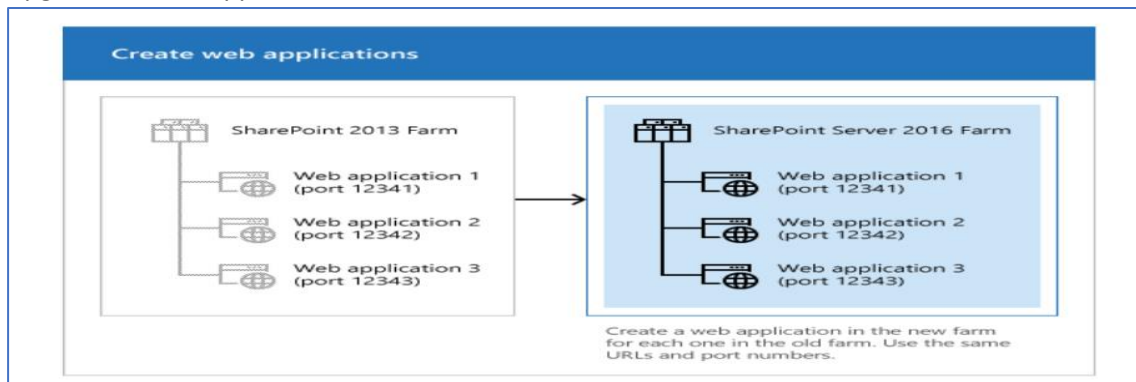 Create web applications
SharePoint 2013 Farm
Web application 1
(port 12341)
Web application 2
(port 12342)
Web application 3
(port 12343)
SharePoint Server 2016 Farm
Web application 1
(port 12341)
Web application 2
(port 12342)
Web application 3
(port 12343)
Create a web application in the new farm
for each one in the old farm. Use the same
URLs and port numbers.